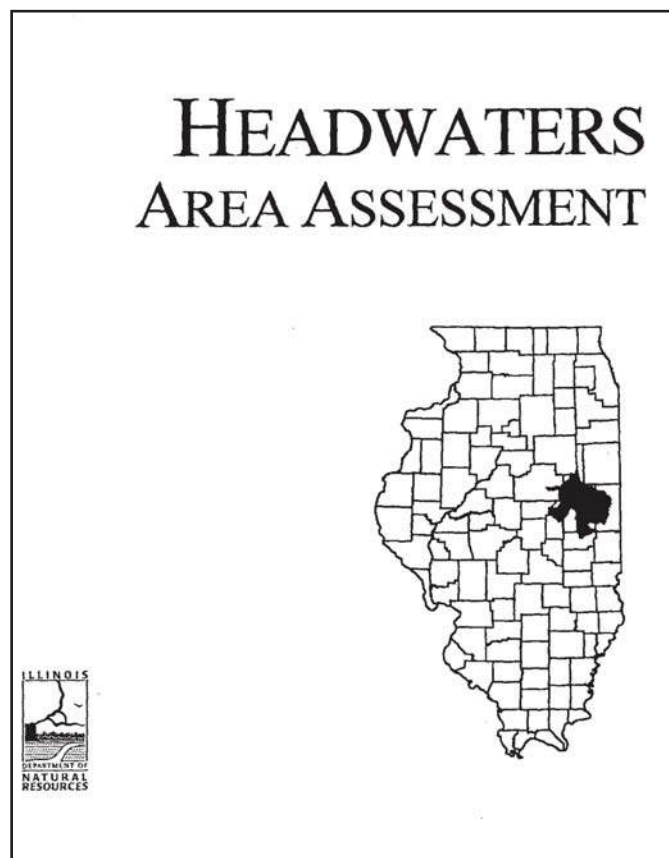 HEADWATERS
AREA ASSESSMENT
ILLINOIS
DEPARTMENT OF
NATURAL
RESOURCES